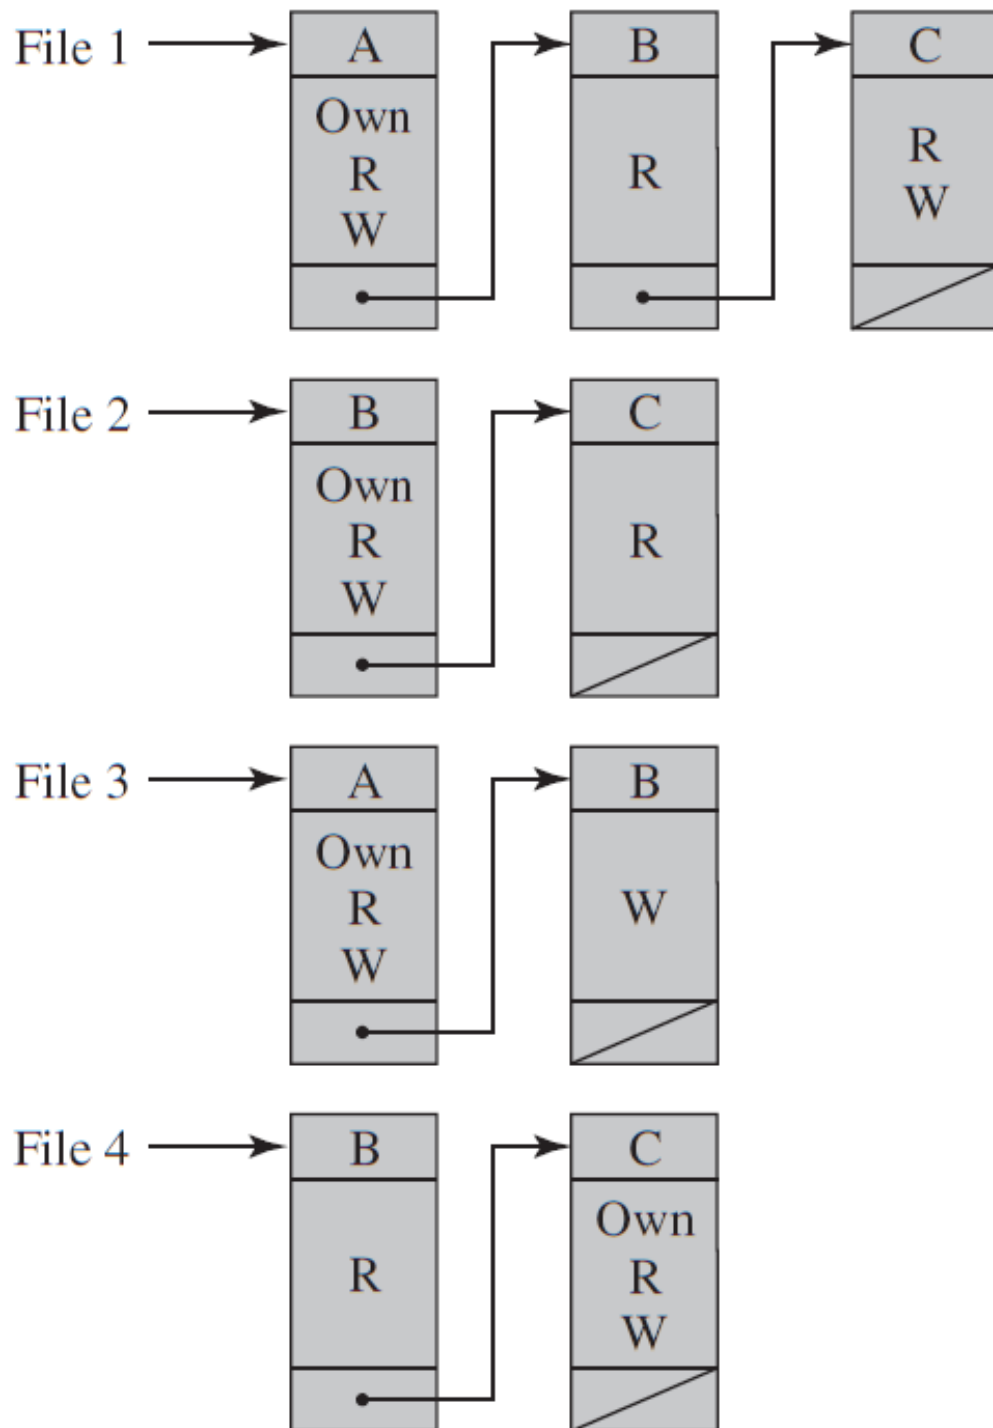 File 1 A B C
Own
R R R
W W
File 2 B C
Own
R R
W
File 3 A B
Own
R W
W
File 4 B C
Own
R R
W